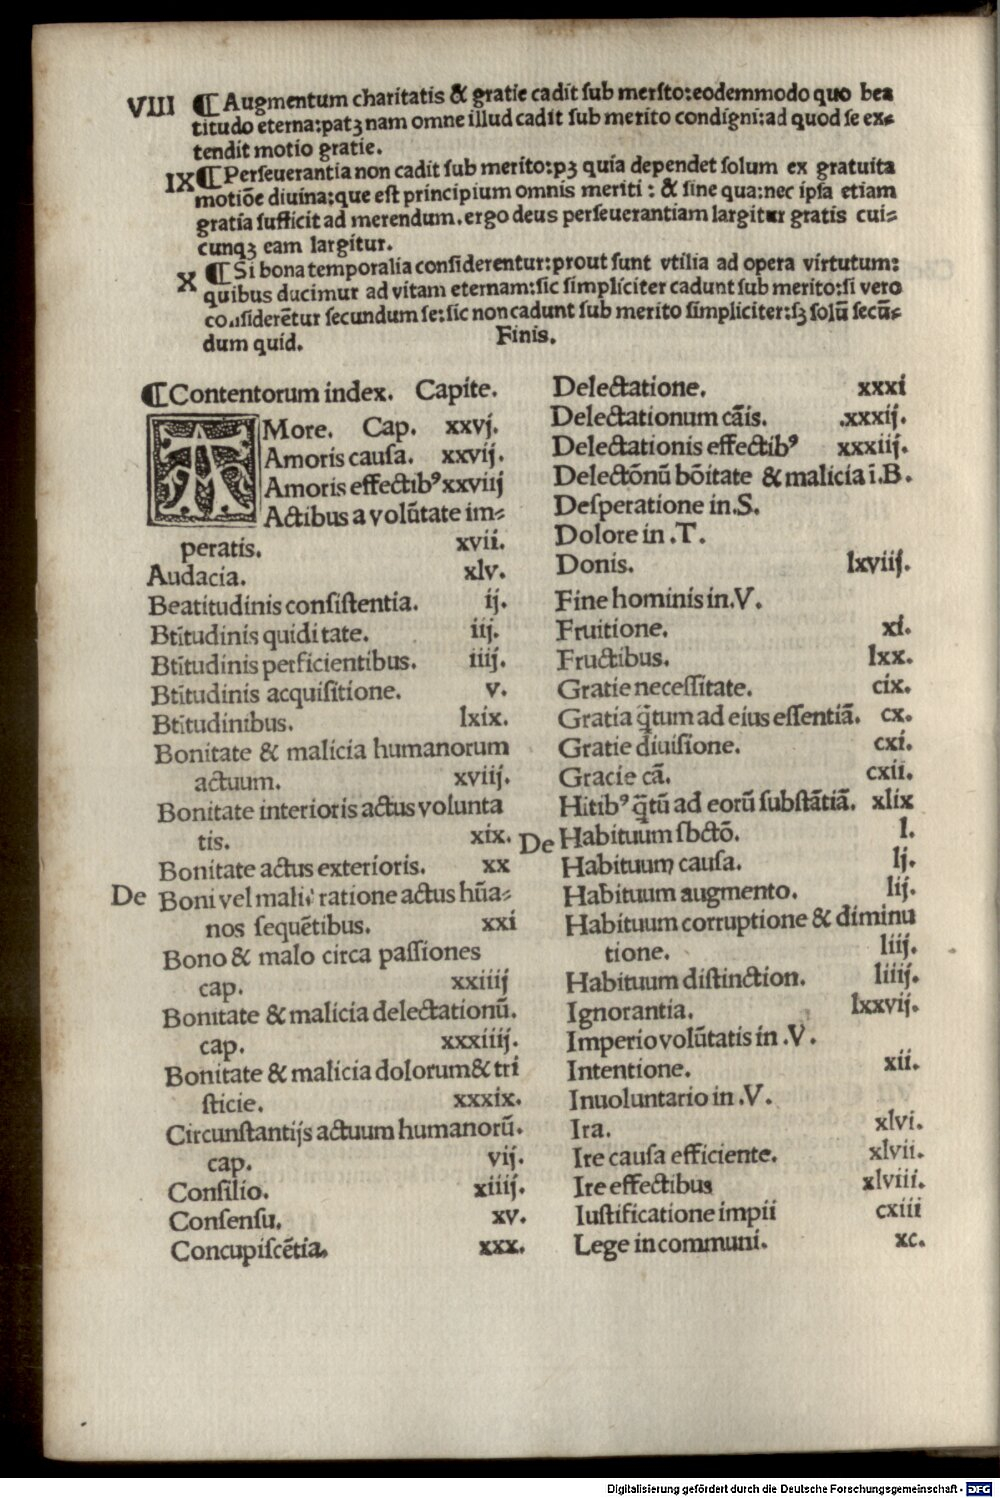 VIII ¶ Augmentum charitatis & gratie cadit ſub merito:eodemmodo quo bea
titudo eterna:patꝫ nam omne illud cadit ſub merito condigni:ad quod ſe ex⸗
tendit motio gratie.
IX ¶ Perſeuerantia non cadit ſub merito:pꝫ quia dependet ſolum ex gratuita
motiōe diuina:que eſt principium omnis meriti : & ſine qua:nec ipſa etiam
gratia ſufficit ad merendum.ergo deus perſeuerantiam largitur gratis cui⸗
cunqꝫ eam largitur.
X ¶ Si bona temporalia conſiderentur:prout ſunt vtilia ad opera virtutum:
quibus ducimur ad vitam eternam:ſic ſimpliciter cadunt ſub merito:ſi vero
conſiderētur ſecundum ſe:ſic non cadunt ſub merito ſimpliciter:ſꝫ ſolū ſecū⸗
dum quid. Finis.
¶ Contentorum index. Capite.
AMore. Cap. xxvj.
Amoris cauſa. xxvij.
Amoris effectibꝰ xxviij
Actibus a volūtate im⸗
peratis. xvii.
Audacia. xlv.
Beatitudinis conſiſtentia. ij.
Btītudinis quiditate. iij.
Btītudinis perficientibus. iiij.
Btītudinis acquiſitione. v.
Btītudinibus. lxix.
Bonitate & malicia humanorum
actuum. xviij.
Bonitate interioris actus volunta
tis. xix.
Bonitate actus exterioris. xx
De Boni vel mali: ratione actus hūa⸗
nos ſequētibus. xxi
Bono & malo circa paſſiones
cap. xxiiij
Bonitate & malicia delectationū.
cap. xxxiiij.
Bonitate & malicia dolorum & tri
ſticie. xxxix.
Circunſtantijs actuum humanorū.
cap. vij.
Conſilio. xiiij.
Conſenſu. xv.
Concupiſcētia. xxx.
Delectatione. xxxi
Delectationum cāis. .xxxij.
Delectationis effectibꝰ xxxiij.
Delectōnū bōitate & malicia ī.B.
Deſperatione in.S.
Dolore in .T.
Donis. lxviij.
Fine hominis in.V.
Fruitione. xi.
Fructibus. lxx.
Gratie neceſſitate. cix.
Gratia q̄tum ad eius eſſentiā. cx.
Gratie diuiſione. cxi.
Gracie cā. cxii.
Hītibꝰ q̄tū ad eorū ſubſtātiā. xlix
De Habituum ſbctō. l.
Habituum cauſa. lj.
Habituum augmento. lij.
Habituum corruptione & diminu
tione. liij.
Habituum diſtinction. liiij.
Ignorantia. lxxvij.
Imperio volūtatis in .V.
Intentione. xii.
Inuoluntario in .V.
Ira. xlvi.
Ire cauſa efficiente. xlvii.
Ire effectibus xlviii.
Iuſtificatione impii cxiii
Lege in communi. xc.
Digitalisierung gefördert durch die Deutsche Forschungsgemeinschaft - DFG